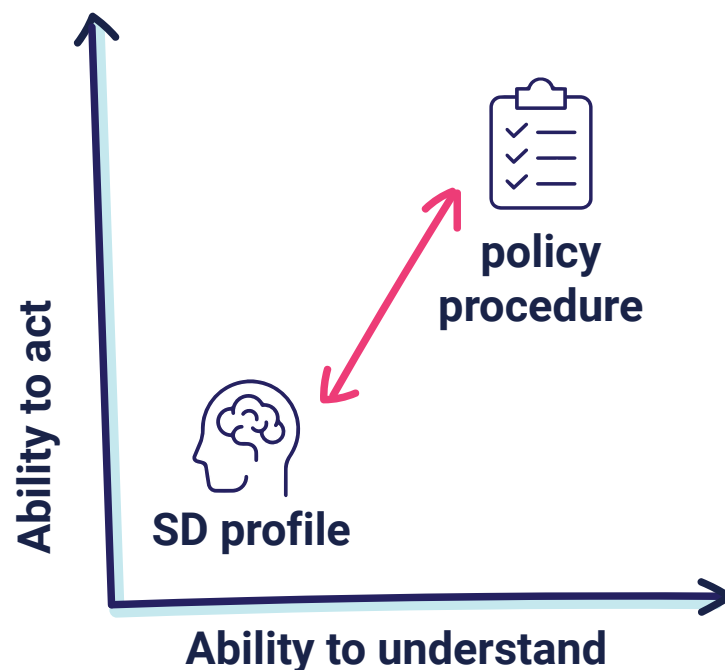 policy
procedure
Ability to act
SD profile
Ability to understand